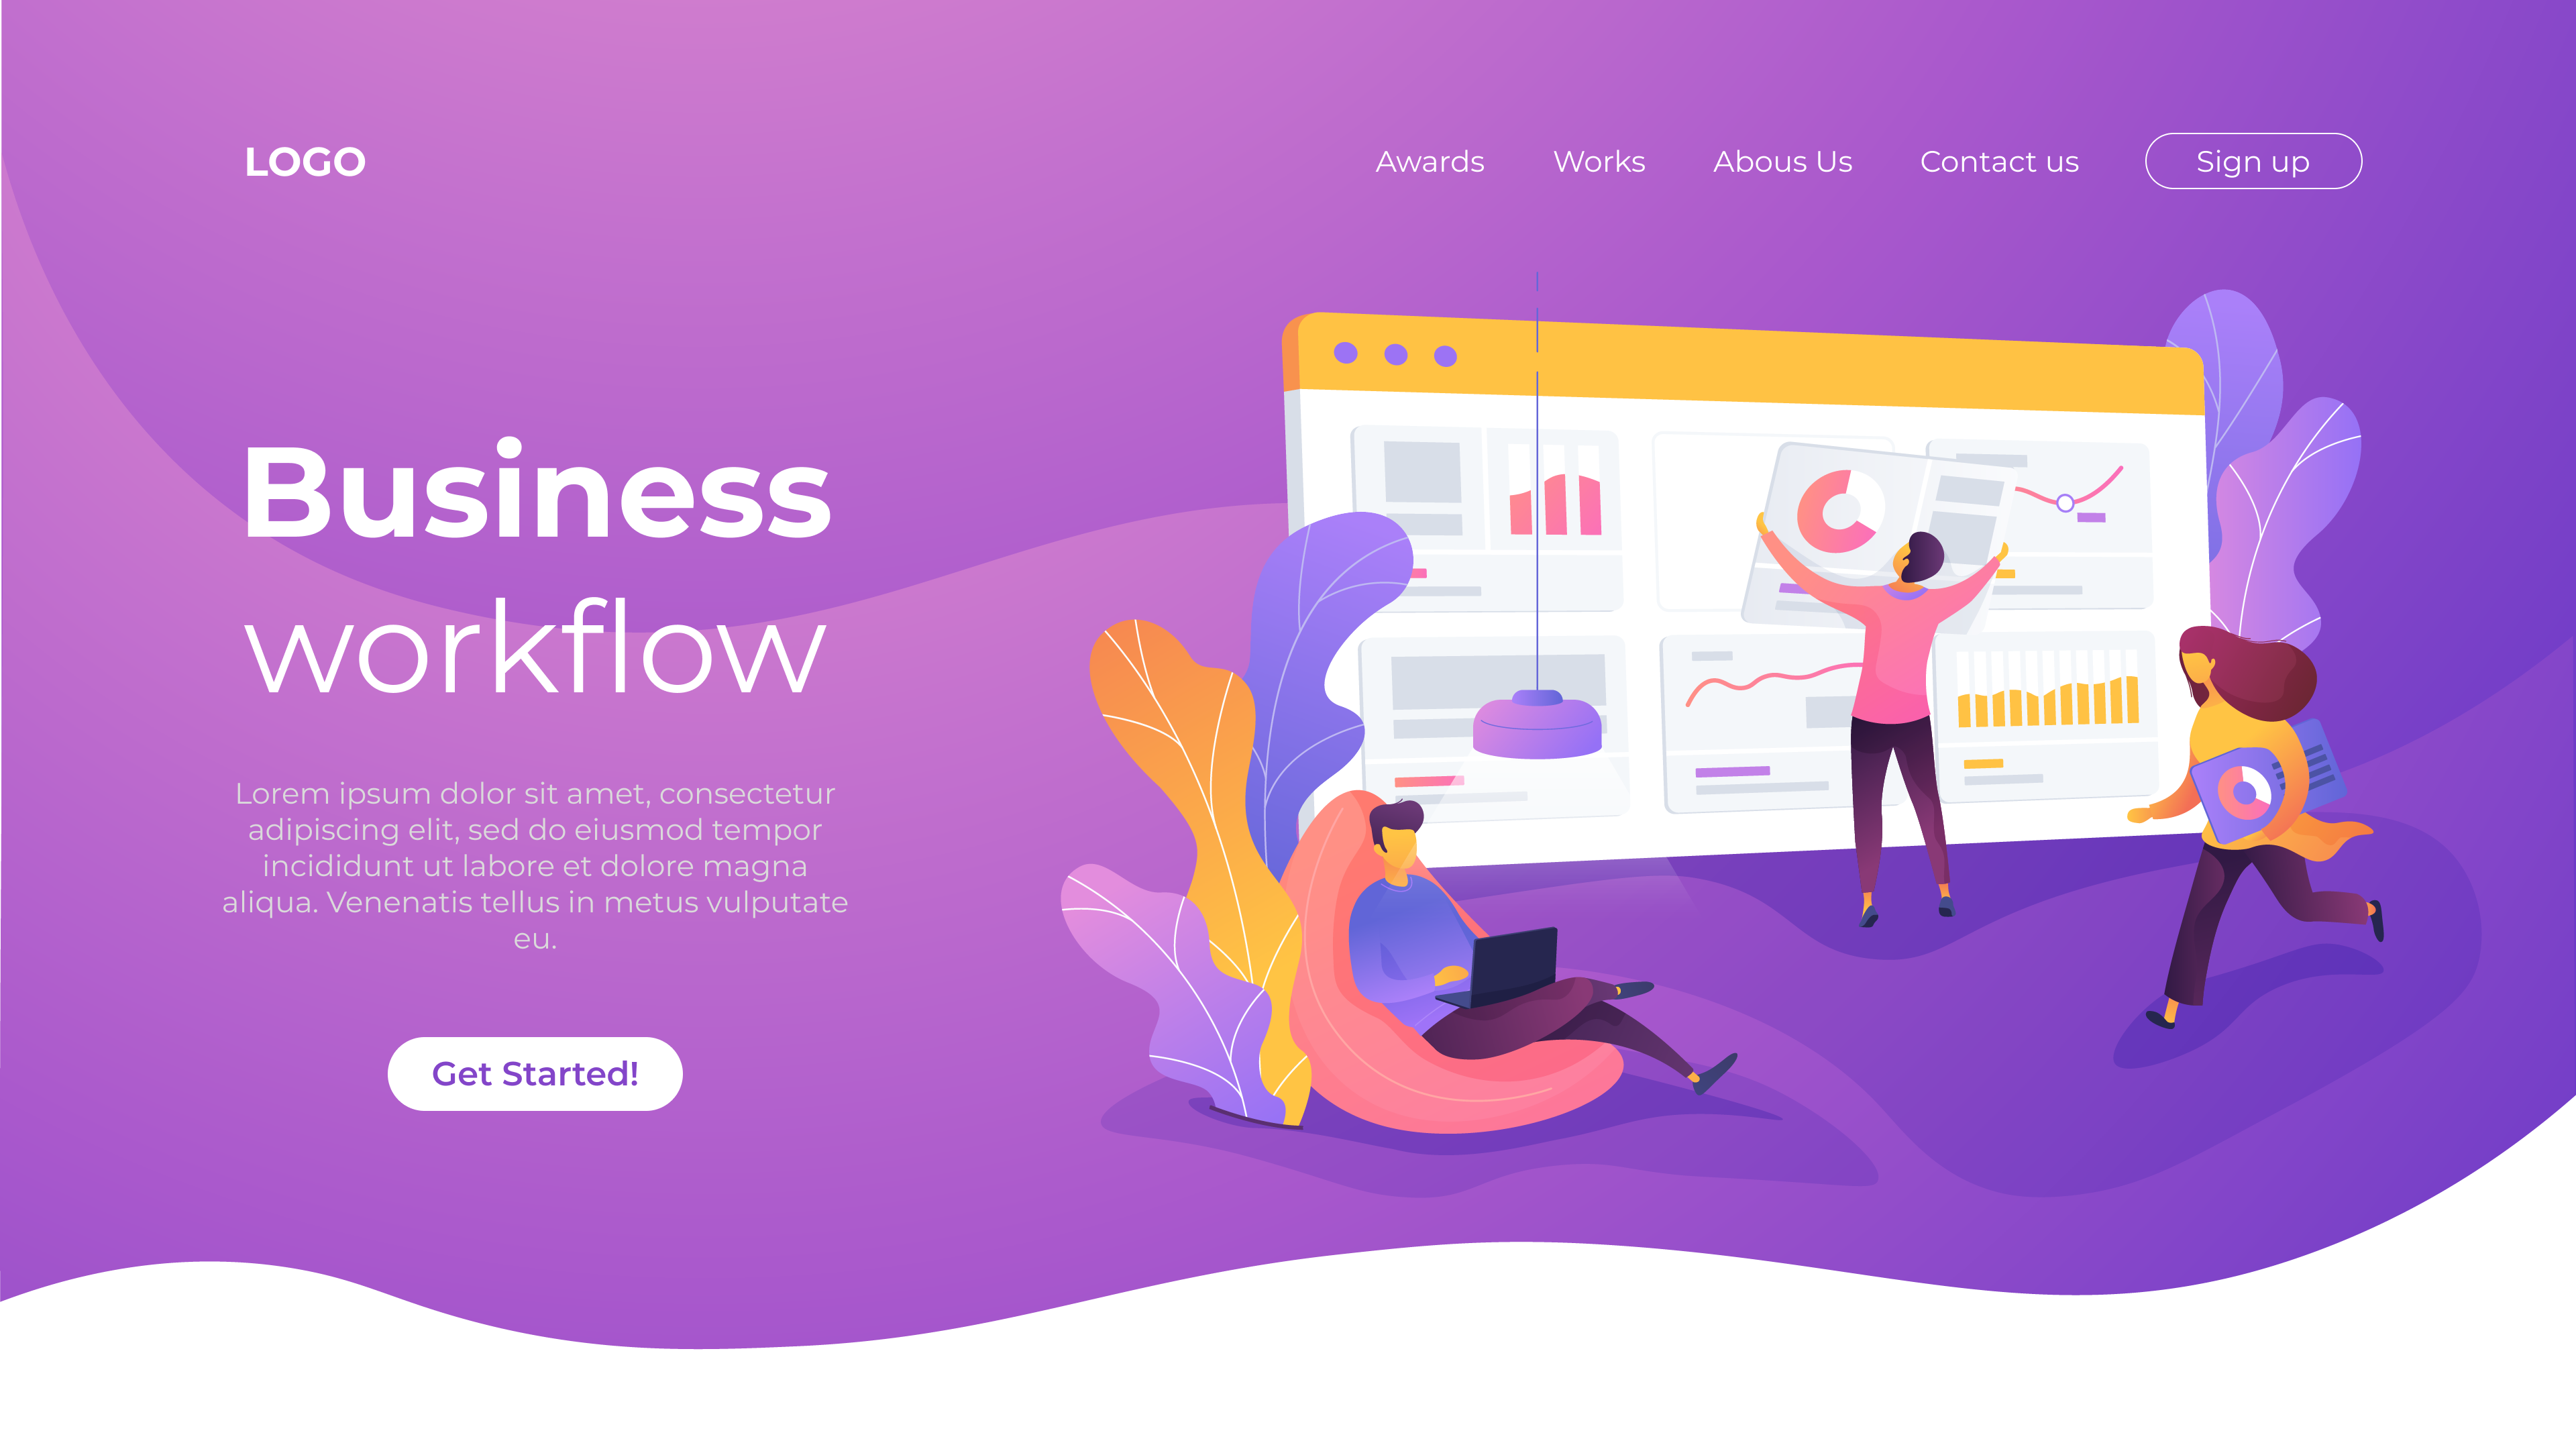 LOGO
Awards
Works
Abous Us
Contact us
Sign up
Business
workflow
Lorem ipsum dolor sit amet, consectetur
adipiscing elit, sed do eiusmod tempor
incididunt ut labore et dolore magna
aliqua. Venenatis tellus in metus vulputate
eu.
Get Started!